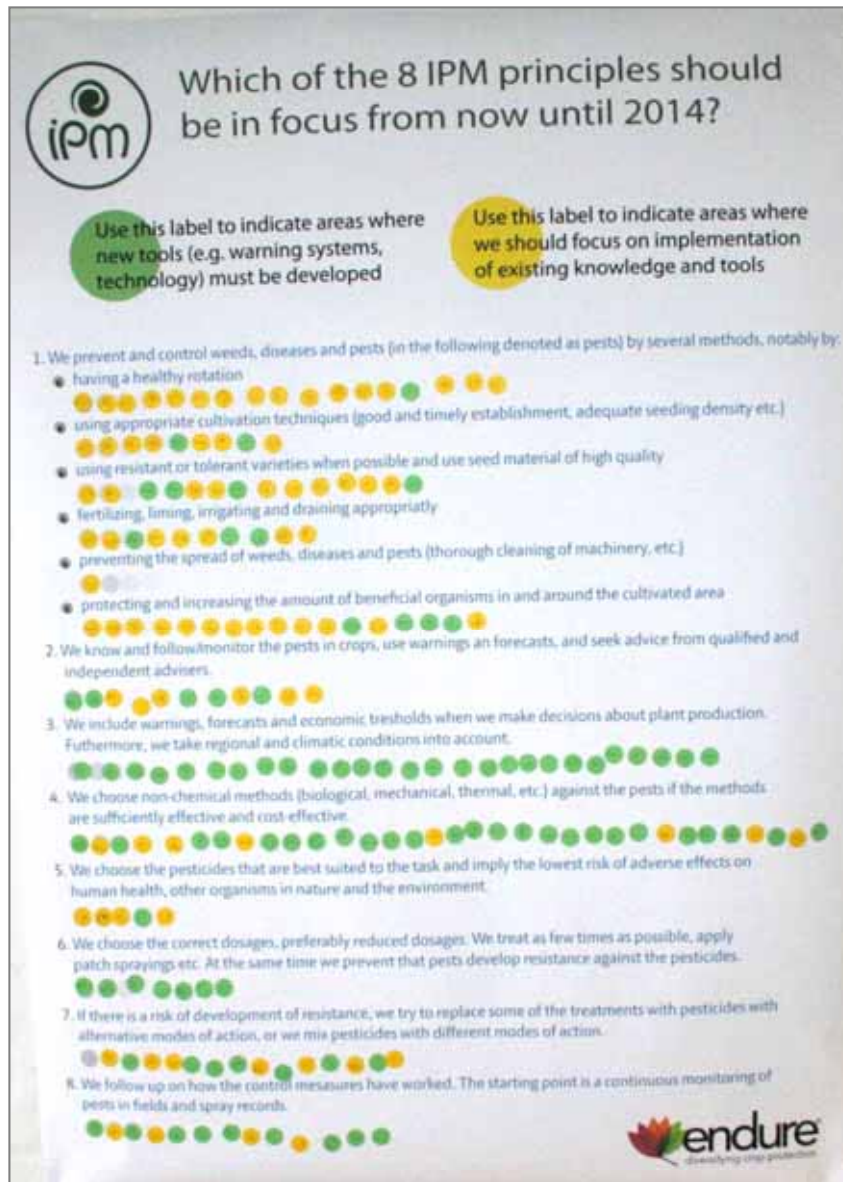 ipm
Which of the 8 IPM principles should
be in focus from now until 2014?
Use this label to indicate areas where
new tools (e.g. warning systems,
technology) must be developed
Use this label to indicate areas where
we should focus on implementation
of existing knowledge and tools
1. We prevent and control weeds, diseases and pests (in the following denoted as pests) by several methods, notably by:
having a healthy rotation
using appropriate cultivation techniques (good and timely establishment, adequate seeding density etc.)
using resistant or tolerant varieties when possible and use seed material of high quality
fertilizing, liming, irrigating and draining appropriatly
preventing the spread of weeds, diseases and pests (thorough cleaning of machinery, etc.)
protecting and increasing the amount of beneficial organisms in and around the cultivated area
2. We know and follow/monitor the pests in crops, use warnings an forecasts, and seek advice from qualified and
independent advisers.
3. We include warnings, forecasts and economic tresholds when we make decisions about plant production.
Futhermore, we take regional and climatic conditions into account.
4. We choose non-chemical methods (biological, mechanical, thermal, etc.) against the pests if the methods
are sufficiently effective and cost-effective.
5. We choose the pesticides that are best suited to the task and imply the lowest risk of adverse effects on
human health, other organisms in nature and the environment.
6. We choose the correct dosages, preferably reduced dosages. We treat as few times as possible, apply
patch sprayings etc. At the same time we prevent that pests develop resistance against the pesticides.
7. If there is a risk of development of resistance, we try to replace some of the treatments with pesticides with
alternative modes of action, or we mix pesticides with different modes of action.
8. We follow up on how the control mesasures have worked. The starting point is a continuous monitoring of
pests in fields and spray records.
endure
diversifying crop protection